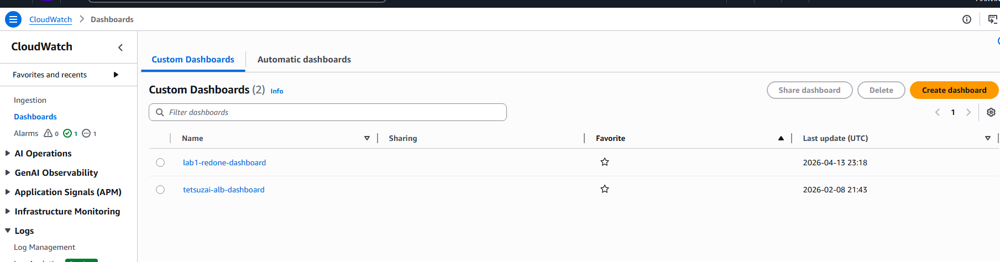 CloudWatch > Dashboards
CloudWatch
Favorites and recents
Ingestion
Dashboards
Alarms 0 1 1
AI Operations
GenAI Observability
Application Signals (APM)
Infrastructure Monitoring
Logs
Log Management
Custom Dashboards
Automatic dashboards
Custom Dashboards (2) Info
Share dashboard
Delete
Create dashboard
Filter dashboards
1
Name Sharing Favorite Last update (UTC)
lab1-redone-dashboard 2026-04-13 23:18
tetsuzai-alb-dashboard 2026-02-08 21:43